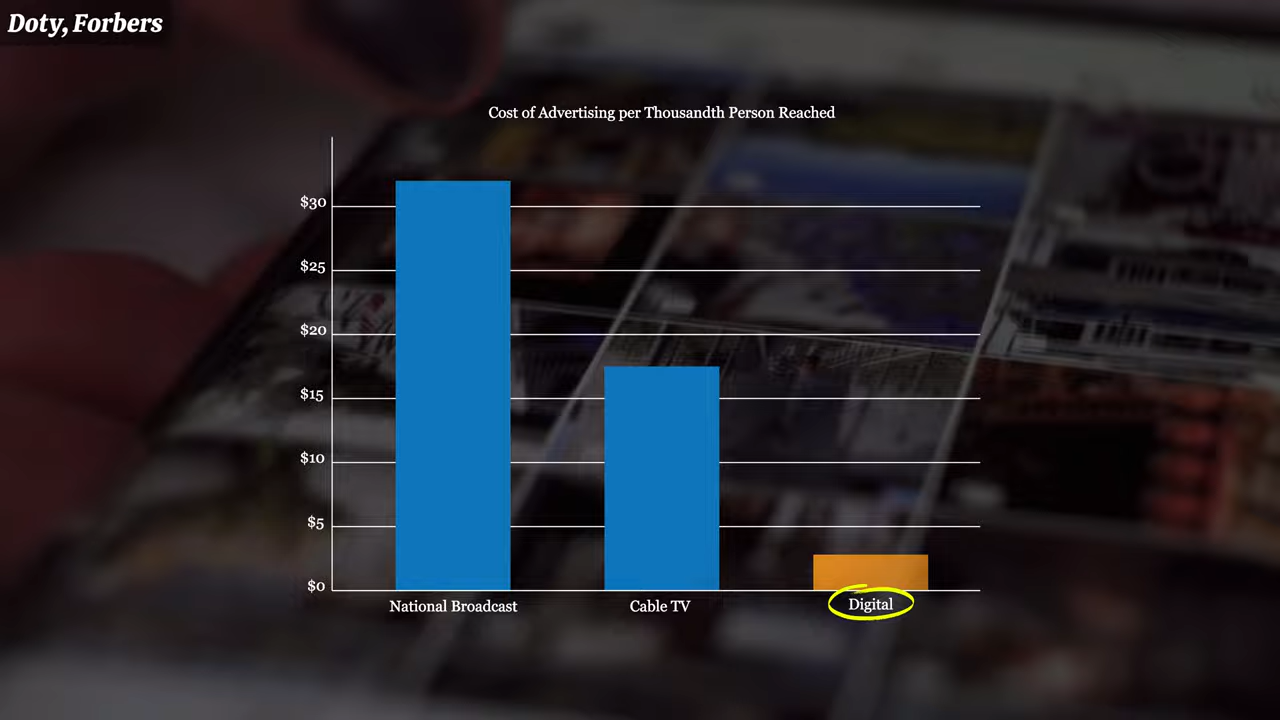 Doty, Forbers
Cost of Advertising per Thousandth Person Reached
$30
$25
$20
$15
$10
$5
$0
National Broadcast
Cable TV
Digital